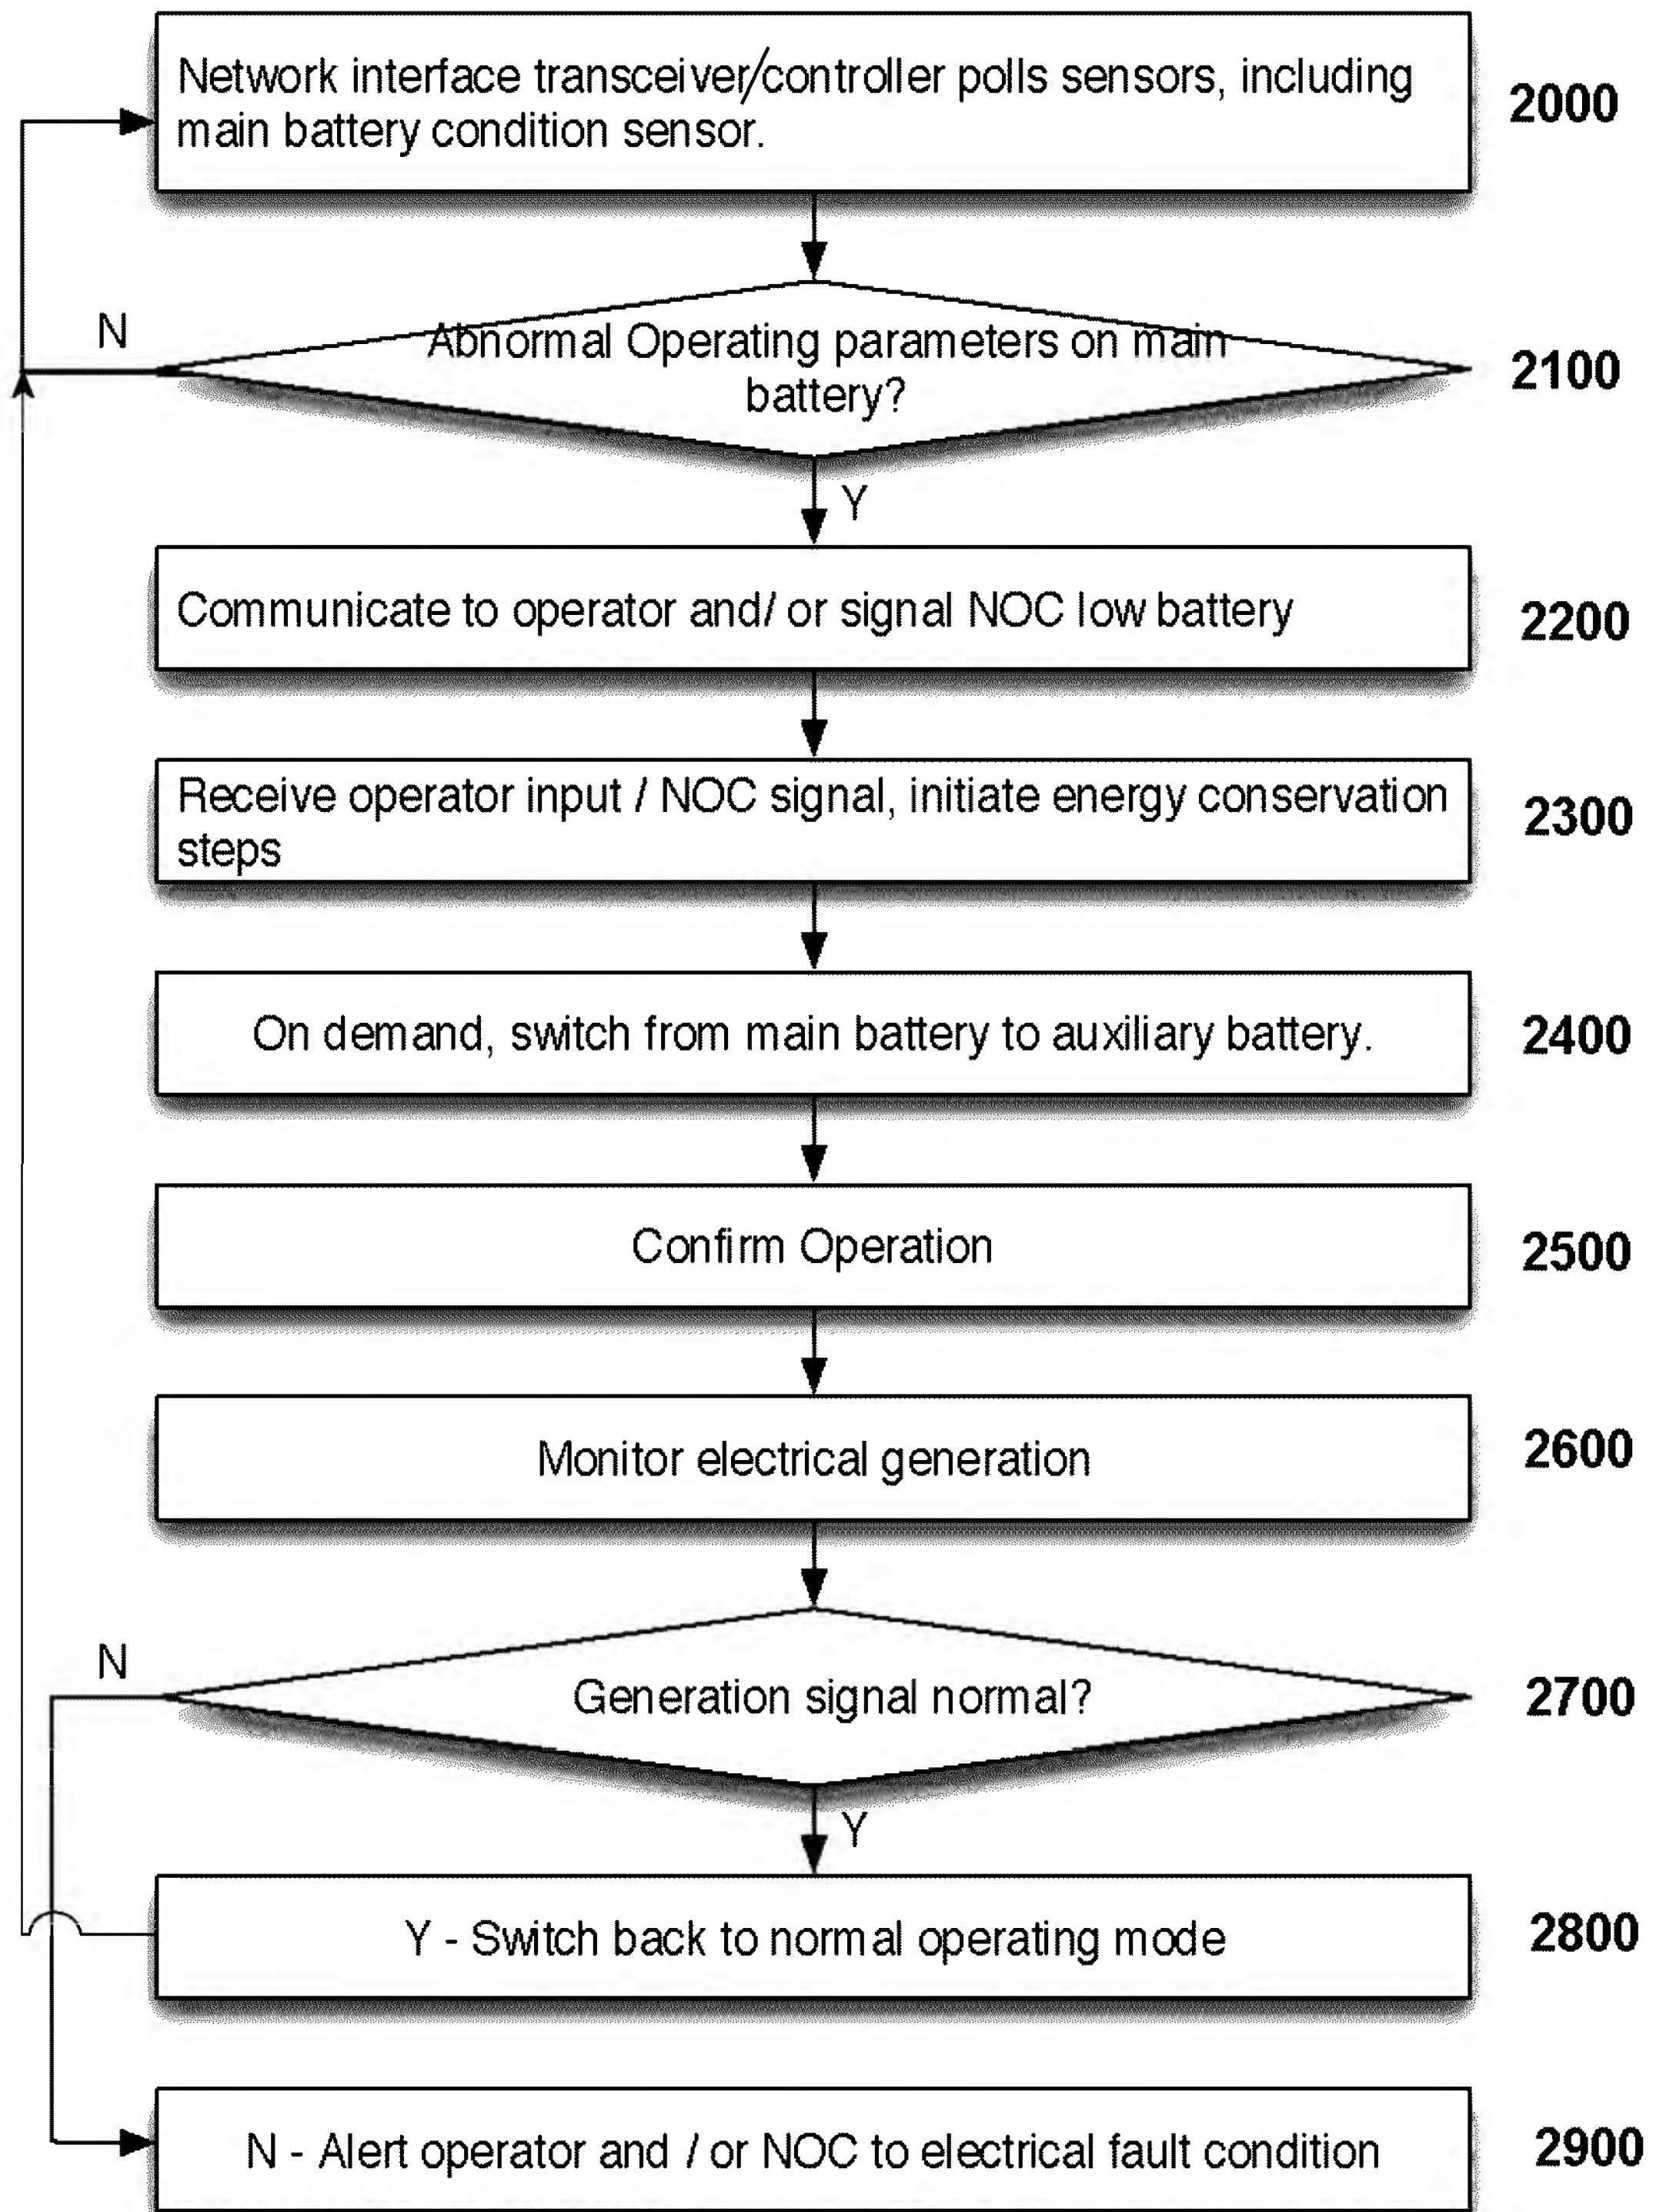 Network interface transceiver/controller polls sensors, including
main battery condition sensor.
2000
N
Abnormal Operating parameters on main
battery?
2100
Y
Communicate to operator and/ or signal NOC low battery
2200
Receive operator input / NOC signal, initiate energy conservation
steps
2300
On demand, switch from main battery to auxiliary battery.
2400
Confirm Operation
2500
Monitor electrical generation
2600
N
Generation signal normal?
2700
Y
Y - Switch back to normal operating mode
2800
N - Alert operator and / or NOC to electrical fault condition
2900